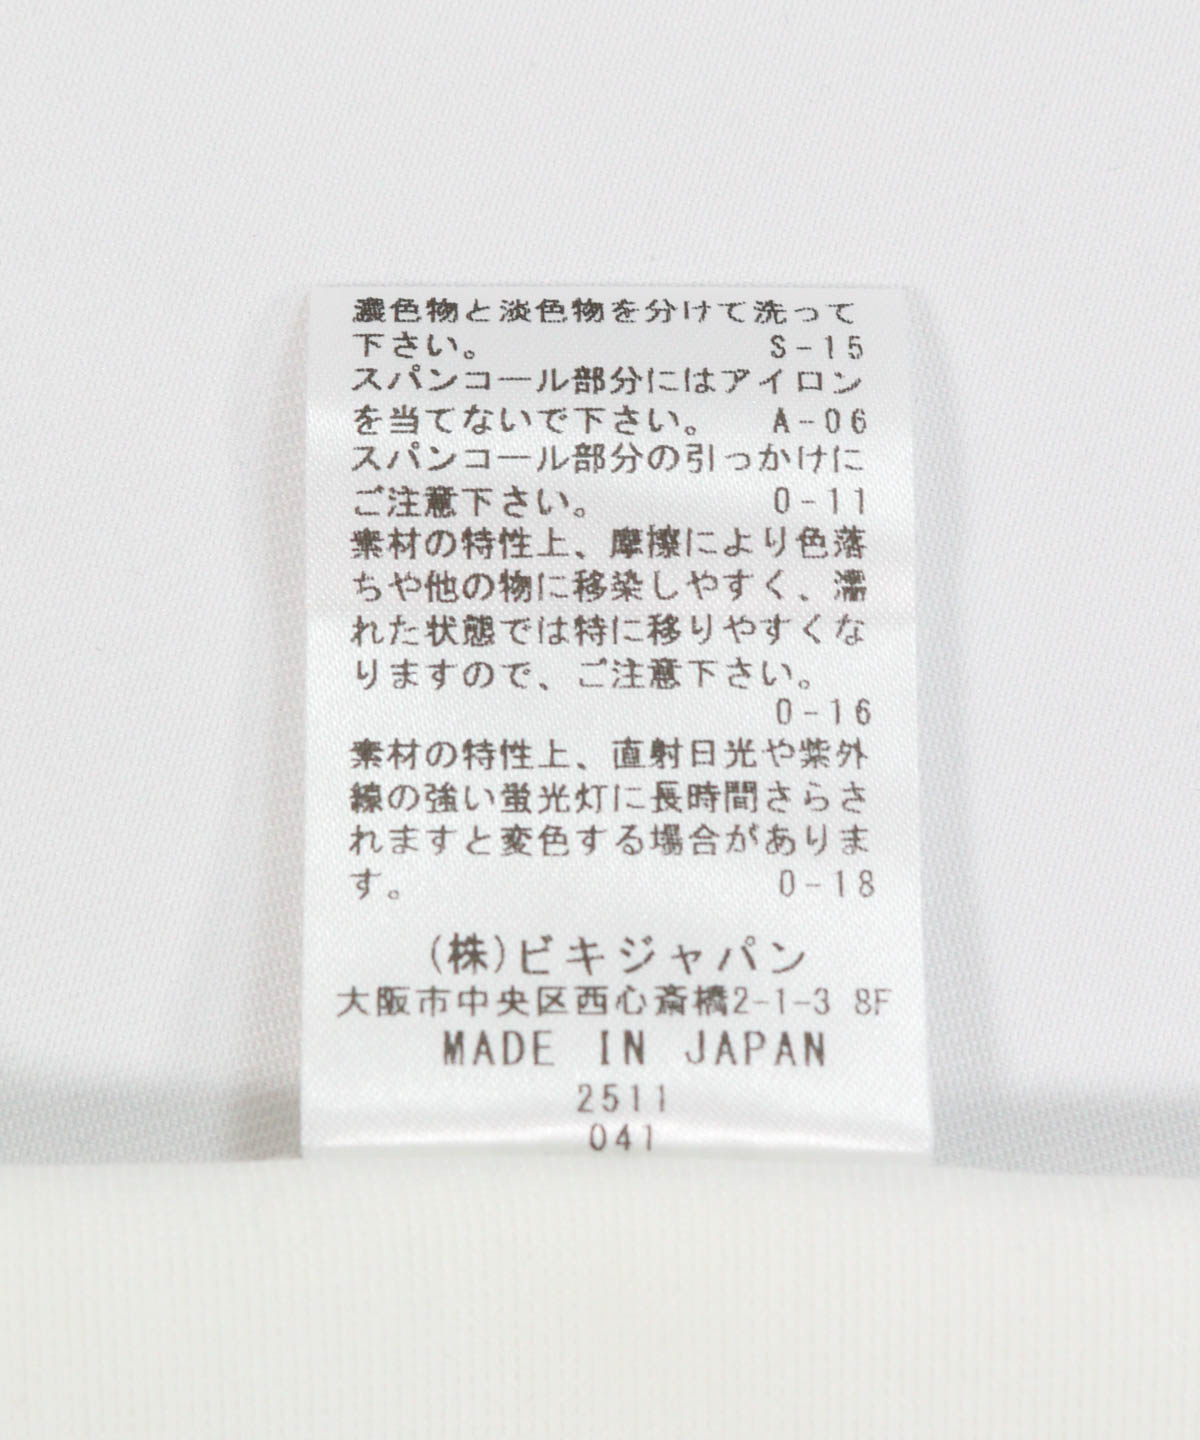 濃色物と淡色物を分けて洗って
下さい。 S-15
スパンコール部分にはアイロン
を当てないで下さい。 A-06
スパンコール部分の引っかけに
ご注意下さい。 0-11
素材の特性上、摩擦により色落
ちや他の物に移染しやすく、濡
れた状態では特に移りやすくな
りますので、ご注意下さい。
0-16
素材の特性上、直射日光や紫外
線の強い蛍光灯に長時間さらさ
れますと変色する場合がありま
す。 0-18
(株)ビキジャパン
大阪市中央区西心斎橋2-1-3 8F
MADE IN JAPAN
2511
041